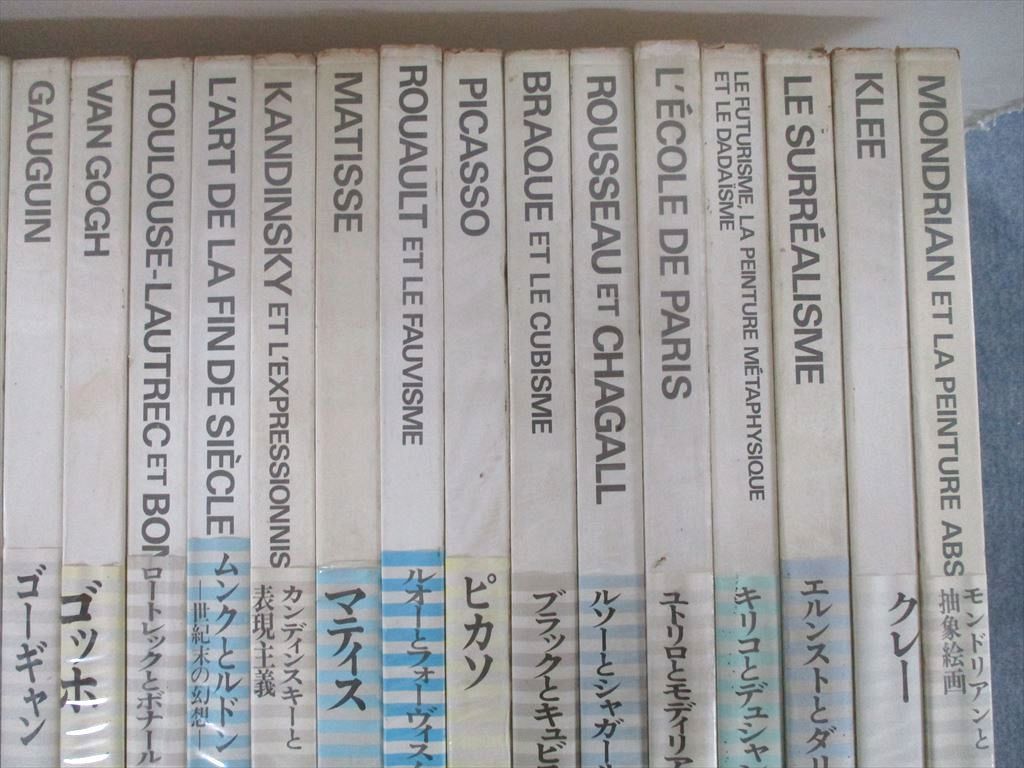 GAUGUIN
ゴーギャン
VAN GOGH
ゴッホ
TOULOUSE-LAUTREC ET BON
ロートレックとボナール
L'ART DE LA FIN DE SIÈCLE
ムンクとルドン
―世紀末の幻想―
KANDINSKY ET L'EXPRESSIONNIS
カンディンスキーと
表現主義
MATISSE
マティス
ROUAULT ET LE FAUVISME
ルオーとフォーヴィス
PICASSO
ピカソ
BRAQUE ET LE CUBISME
ブラックとキュビ
ROUSSEAU ET CHAGALL
ルソーとシャガー
L'ÉCOLE DE PARIS
ユトリロとモディリア
LE FUTURISME, LA PEINTURE MÉTAPHYSIQUE
ET LE DADAÏSME
キリコとデュシャ
LE SURRÉALISME
エルンストとダリ
KLEE
クレー
MONDRIAN ET LA PEINTURE ABS
モンドリアンと
抽象絵画